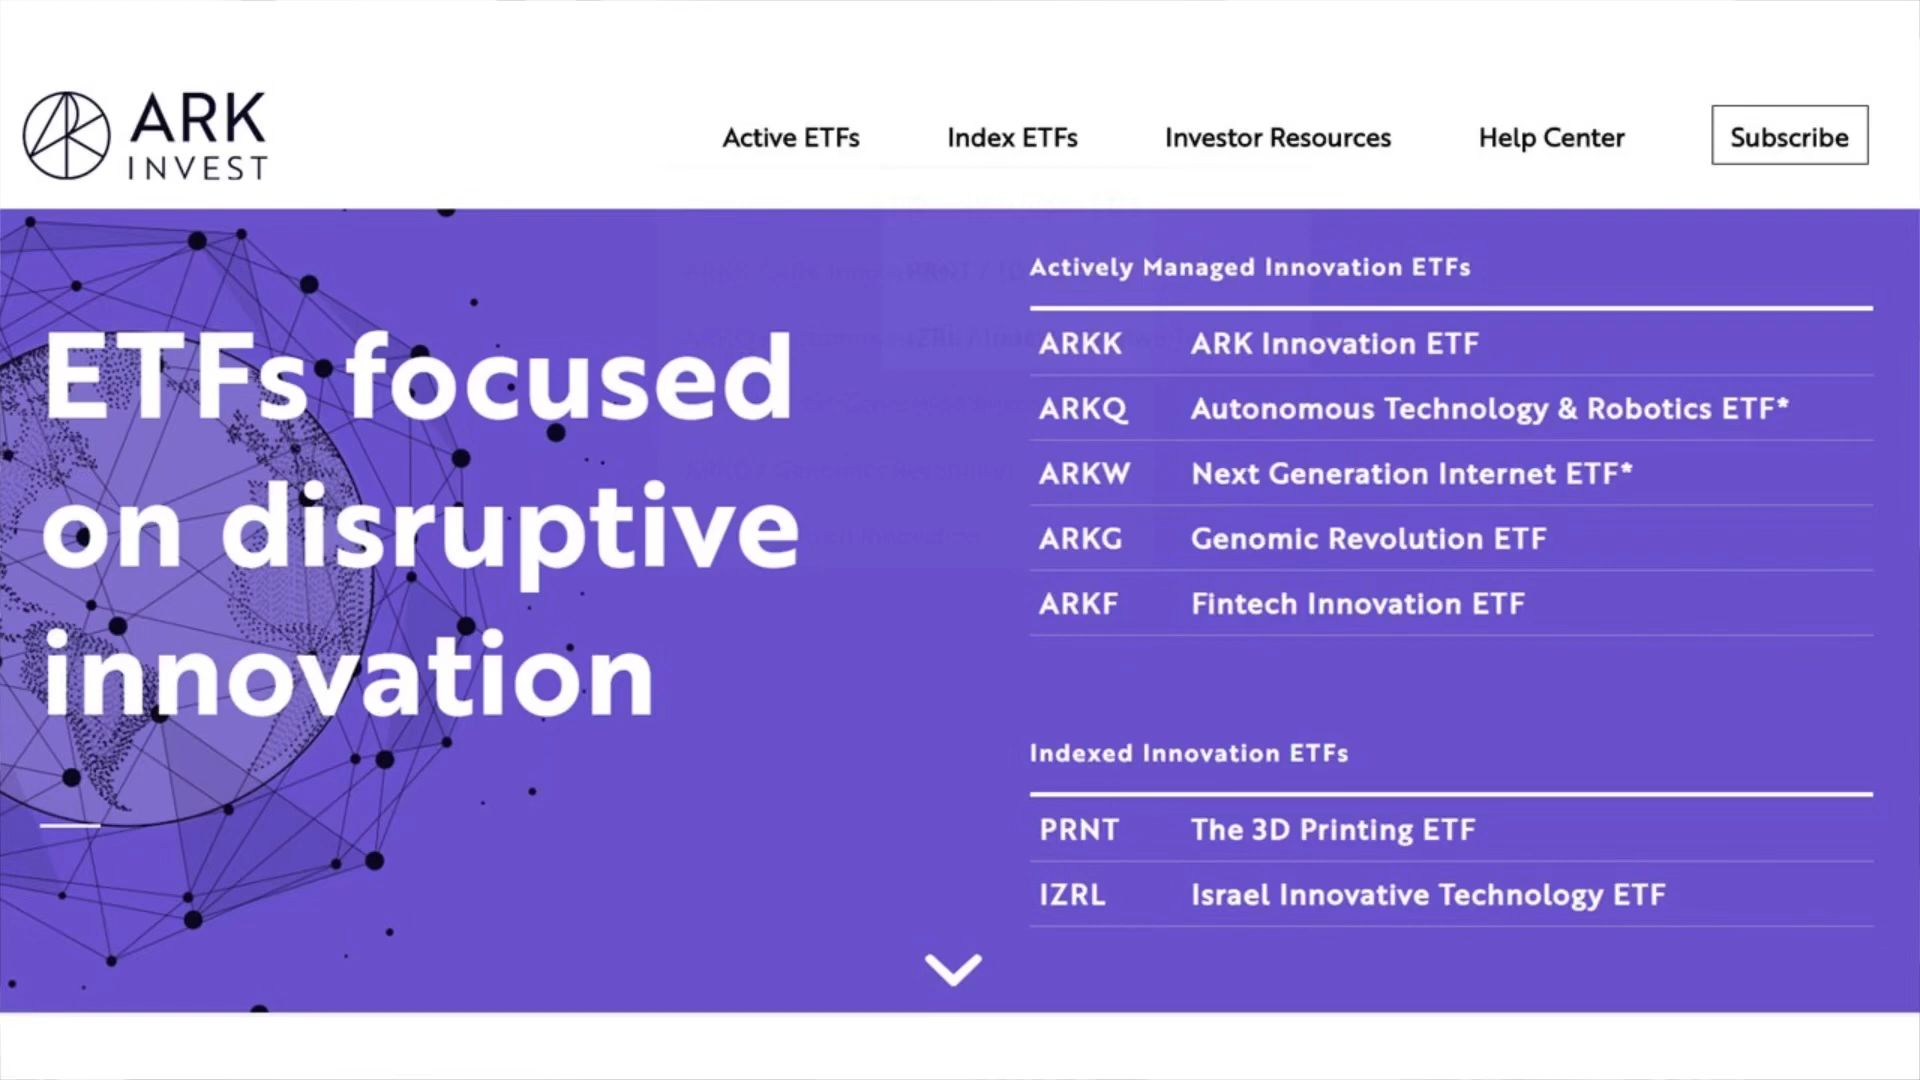 ARK
INVEST
Active ETFs
Index ETFs
Investor Resources
Help Center
Subscribe
ETFs focused
on disruptive
innovation
Actively Managed Innovation ETFs
ARKK ARK Innovation ETF
ARKQ Autonomous Technology & Robotics ETF*
ARKW Next Generation Internet ETF*
ARKG Genomic Revolution ETF
ARKF Fintech Innovation ETF
Indexed Innovation ETFs
PRNT The 3D Printing ETF
IZRL Israel Innovative Technology ETF